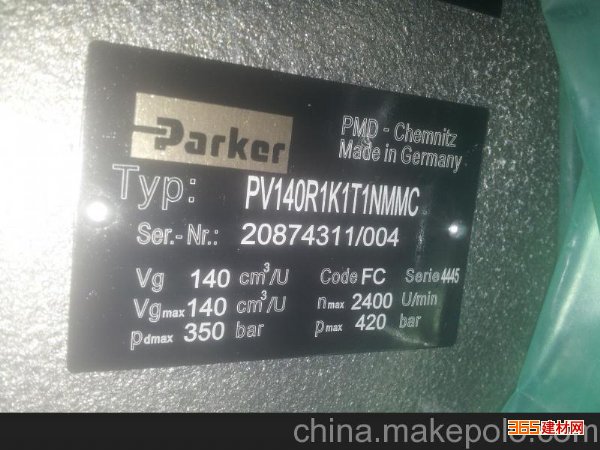 Parker
PMD - Chemnitz
Made in Germany
Typ: PV140R1K1T1NMMC
Ser.-Nr.: 20874311/004
Vg 140 cm³/U Code FC Serie 4445
Vgmax 140 cm³/U nmax 2400 U/min
pdmax 350 bar pmax 420 bar
365建材网
china.makepolo.com